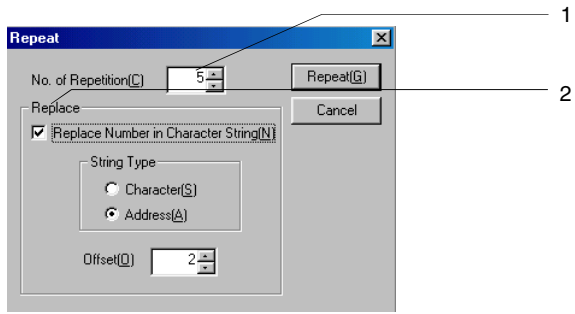 1
Repeat
No. of Repetition(C) 5 Repeat(G)
2
Replace Cancel
Replace Number in Character String(N)
String Type
Character(S)
Address(A)
Offset(O) 2